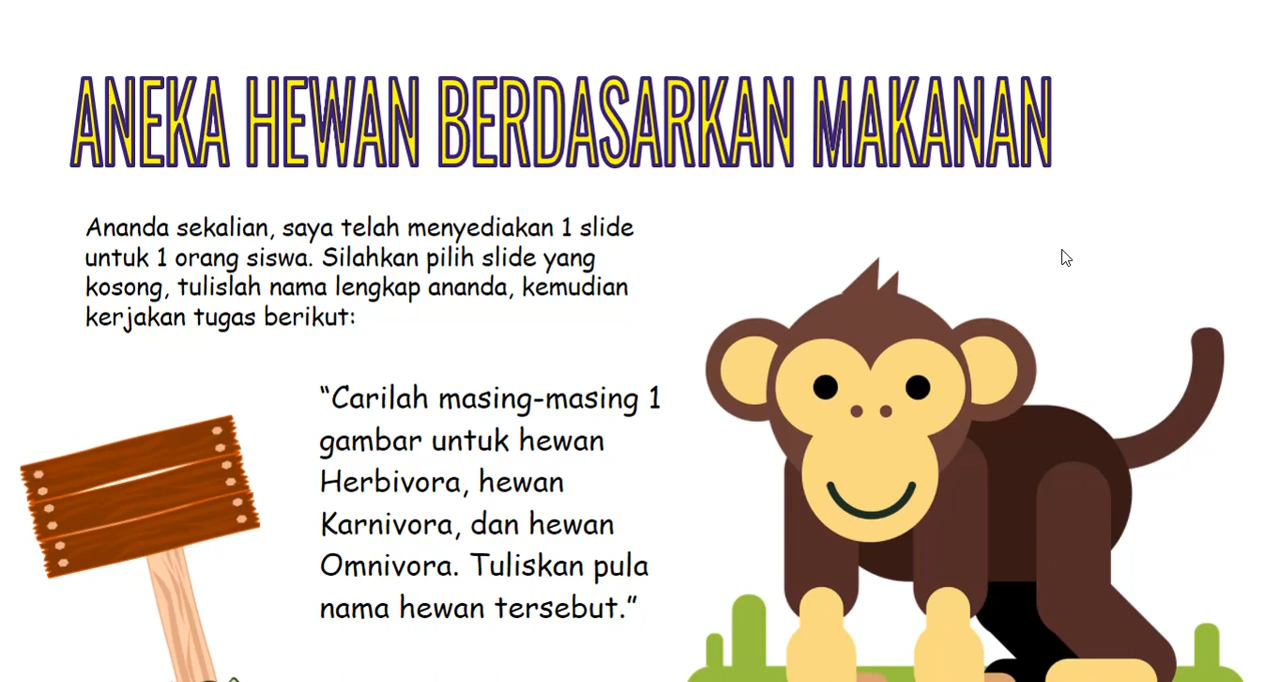 ANEKA HEWAN BERDASARKAN MAKANAN
Ananda sekalian, saya telah menyediakan 1 slide
untuk 1 orang siswa. Silahkan pilih slide yang
kosong, tulislah nama lengkap ananda, kemudian
kerjakan tugas berikut:
“Carilah masing-masing 1
gambar untuk hewan
Herbivora, hewan
Karnivora, dan hewan
Omnivora. Tuliskan pula
nama hewan tersebut.”